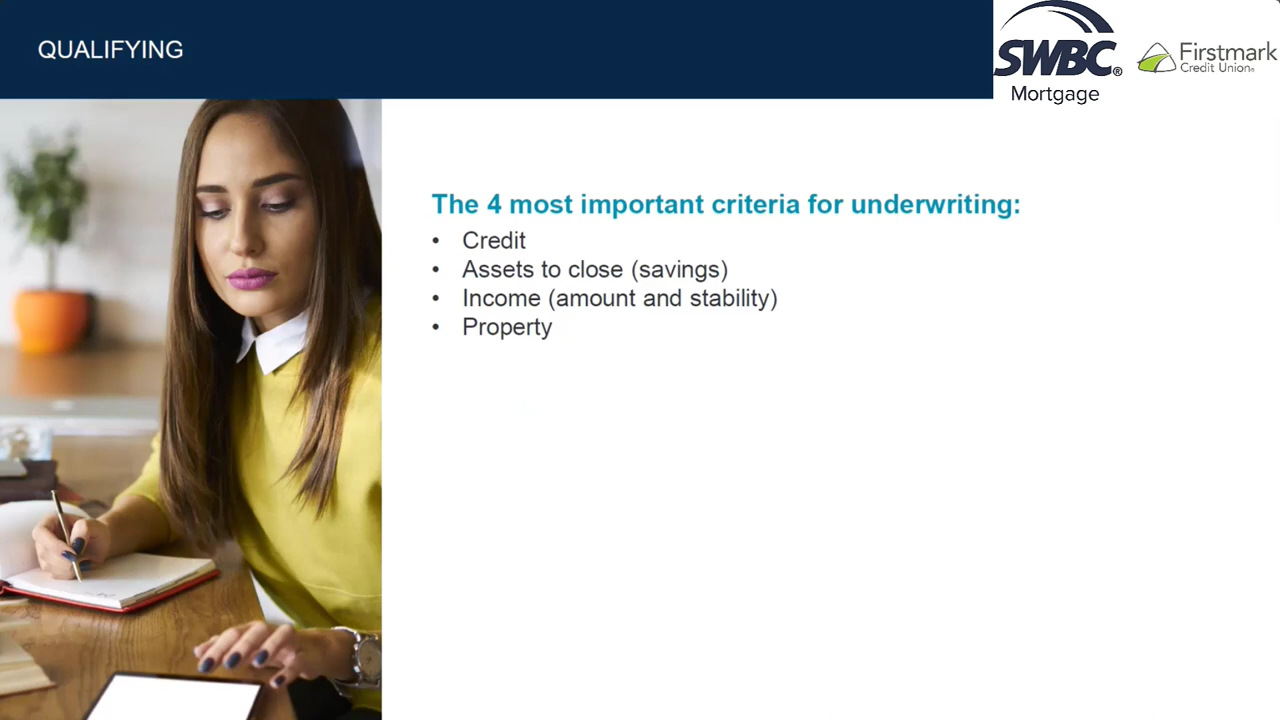 QUALIFYING
SWBC®
Mortgage
Firstmark
Credit Union®
The 4 most important criteria for underwriting:
• Credit
• Assets to close (savings)
• Income (amount and stability)
• Property